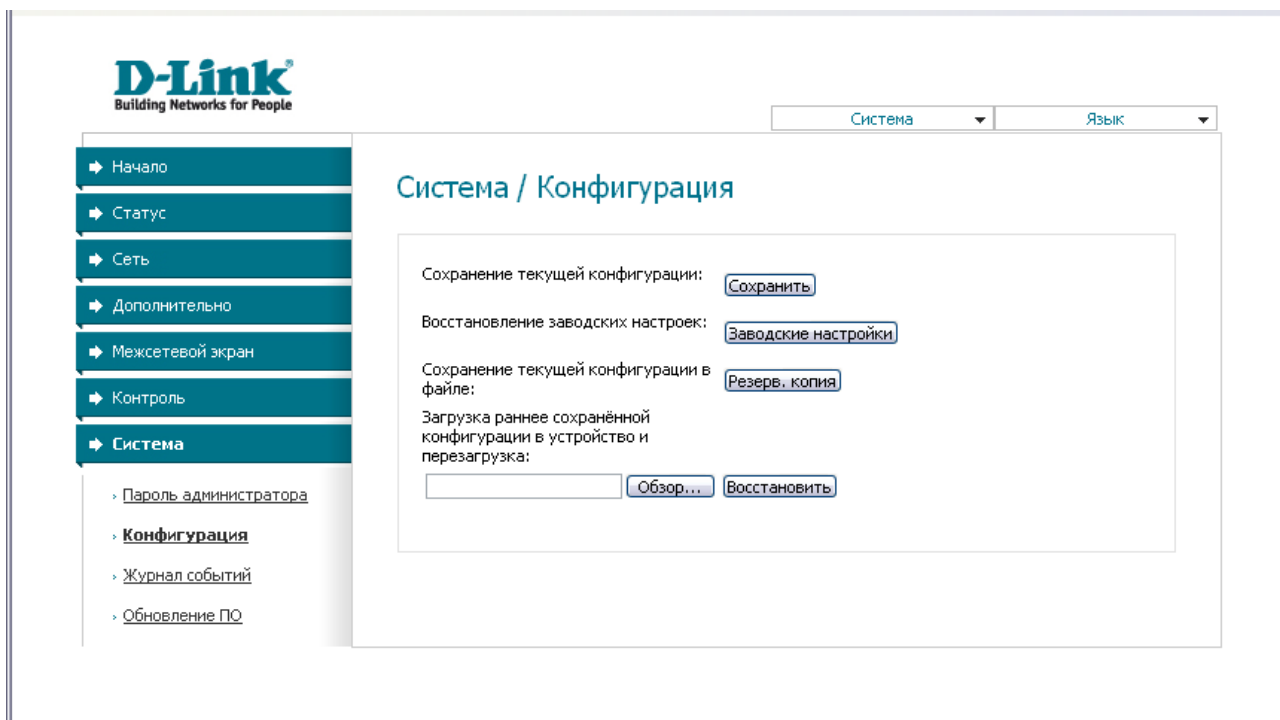 D-Link®
Building Networks for People
Система
Язык
Начало
Статус
Сеть
Дополнительно
Межсетевой экран
Контроль
Система
Пароль администратора
Конфигурация
Журнал событий
Обновление ПО
Система / Конфигурация
Сохранение текущей конфигурации:
Сохранить
Восстановление заводских настроек:
Заводские настройки
Сохранение текущей конфигурации в
файле:
Резерв. копия
Загрузка раннее сохранённой
конфигурации в устройство и
перезагрузка:
Обзор...
Восстановить